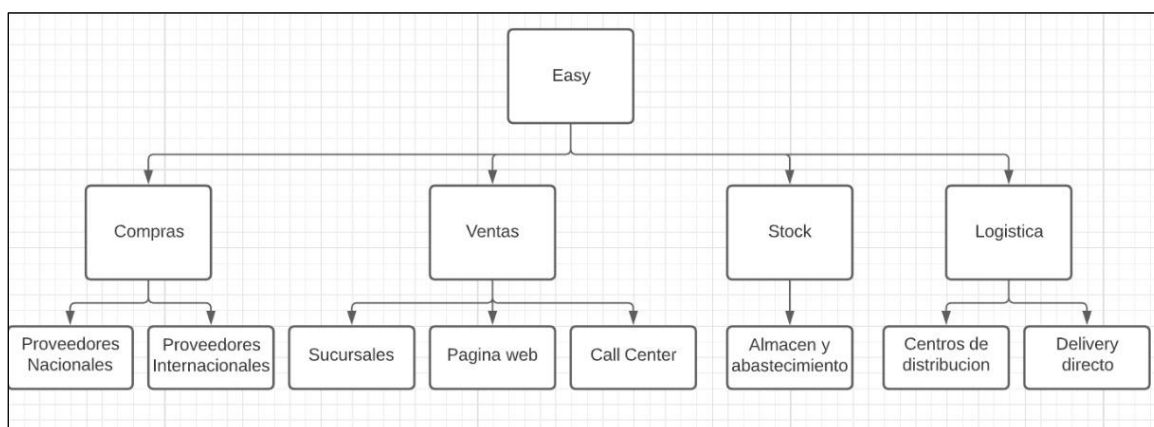 Easy
Compras
Ventas
Stock
Logistica
Proveedores
Nacionales
Proveedores
Internacionales
Sucursales
Pagina web
Call Center
Almacen y
abastecimiento
Centros de
distribucion
Delivery
directo